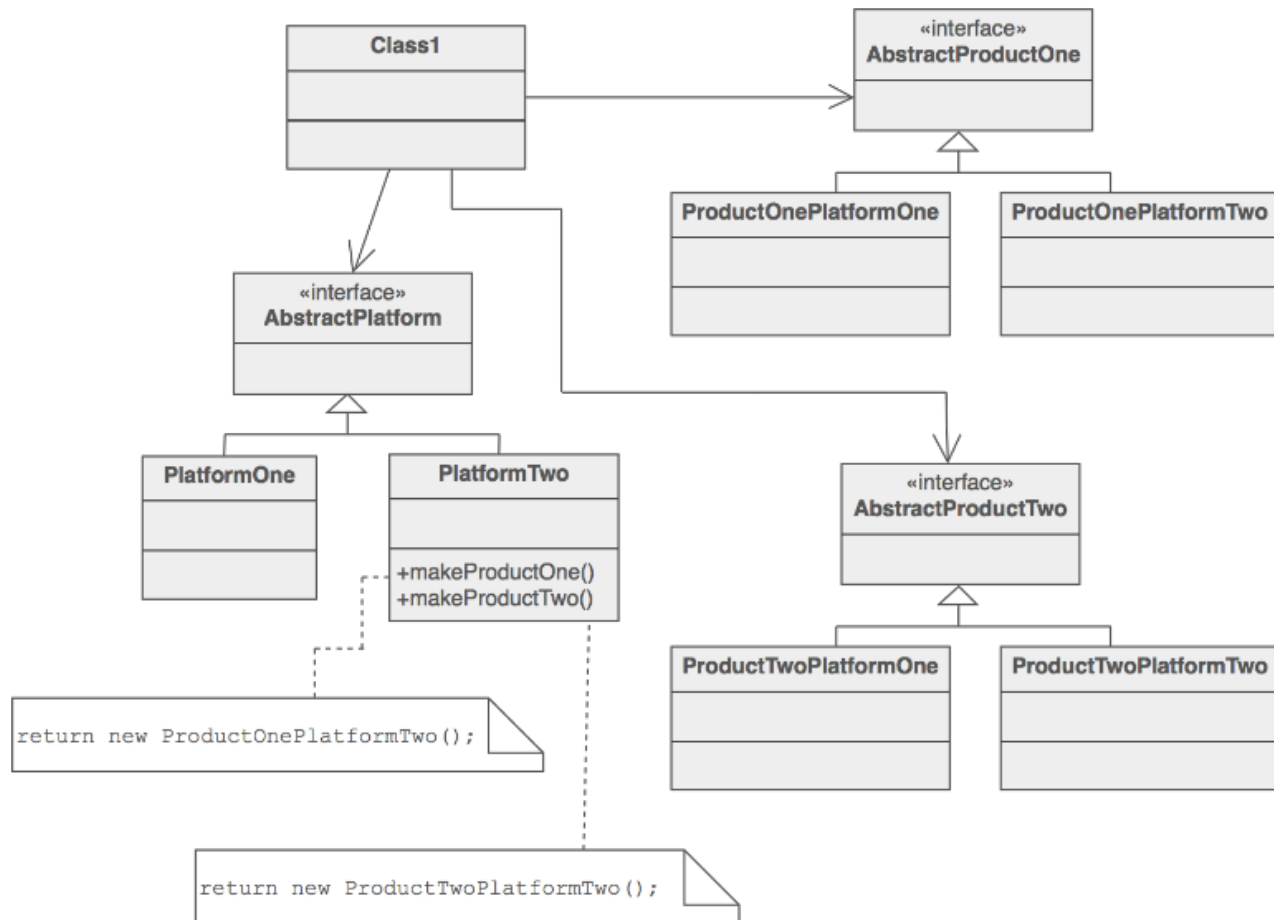 Class1
«interface»
AbstractProductOne
ProductOnePlatformOne
ProductOnePlatformTwo
«interface»
AbstractPlatform
PlatformOne
PlatformTwo
+makeProductOne()
+makeProductTwo()
«interface»
AbstractProductTwo
ProductTwoPlatformOne
ProductTwoPlatformTwo
return new ProductOnePlatformTwo();
return new ProductTwoPlatformTwo();